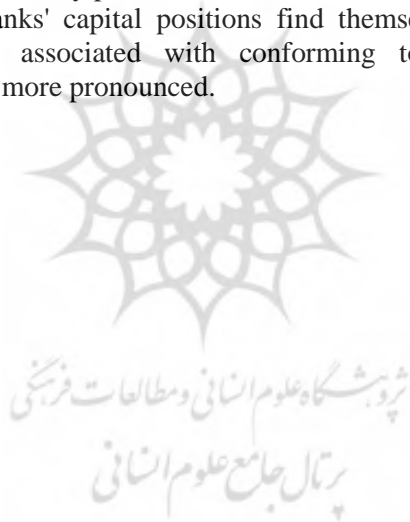 anks' capital positions find themse
associated with conforming t
more pronounced.
پژوهشگاه علوم انسانی و مطالعات فرهنگی
پرتال جامع علوم انسانی